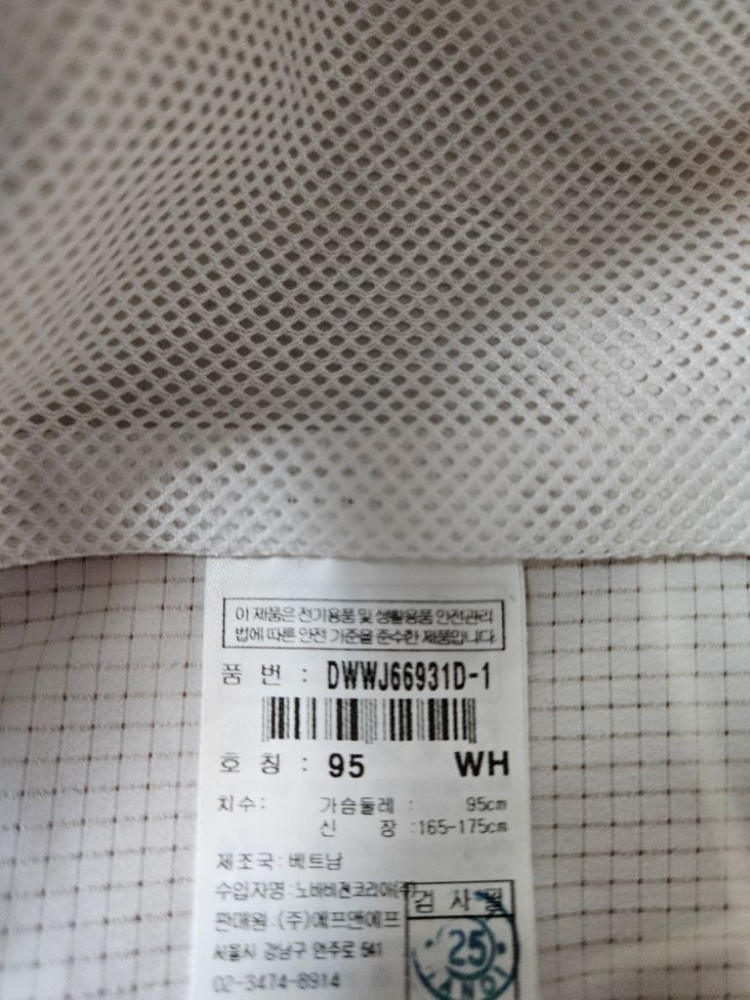 이 제품은 전기용품 및 생활용품 안전관리
법에 따른 안전 기준을 준수한 제품입니다.
품 번 : DWWJ66931D-1
호 칭 : 95 WH
치수: 가슴둘레 : 95cm
신 장 :165-175cm
제조국: 베트남
수입자명:노바비젼코리아(주)
판매원 :(주)에프앤에프
서울시 강남구 언주로 541
02-3474-8914
검 사 필
25